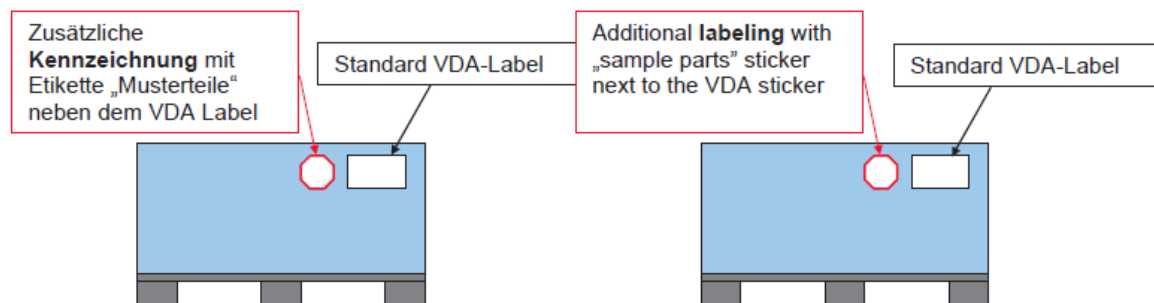 Zusätzliche
Kennzeichnung mit
Etikette „Musterteile“
neben dem VDA Label
Standard VDA-Label
Additional labeling with
„sample parts” sticker
next to the VDA sticker
Standard VDA-Label